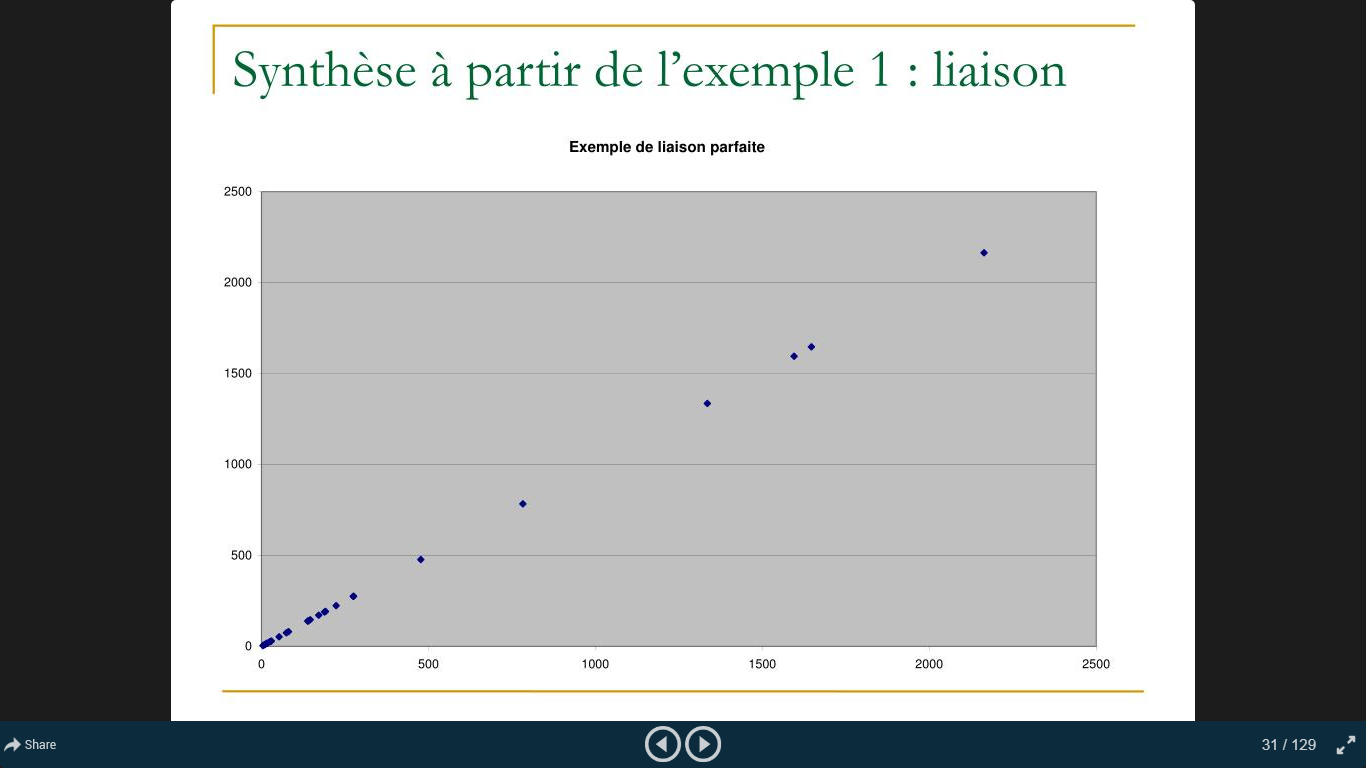 Synthèse à partir de l’exemple 1 : liaison
Exemple de liaison parfaite
2500
2000
1500
1000
500
0
0 500 1000 1500 2000 2500
Share
31 / 129